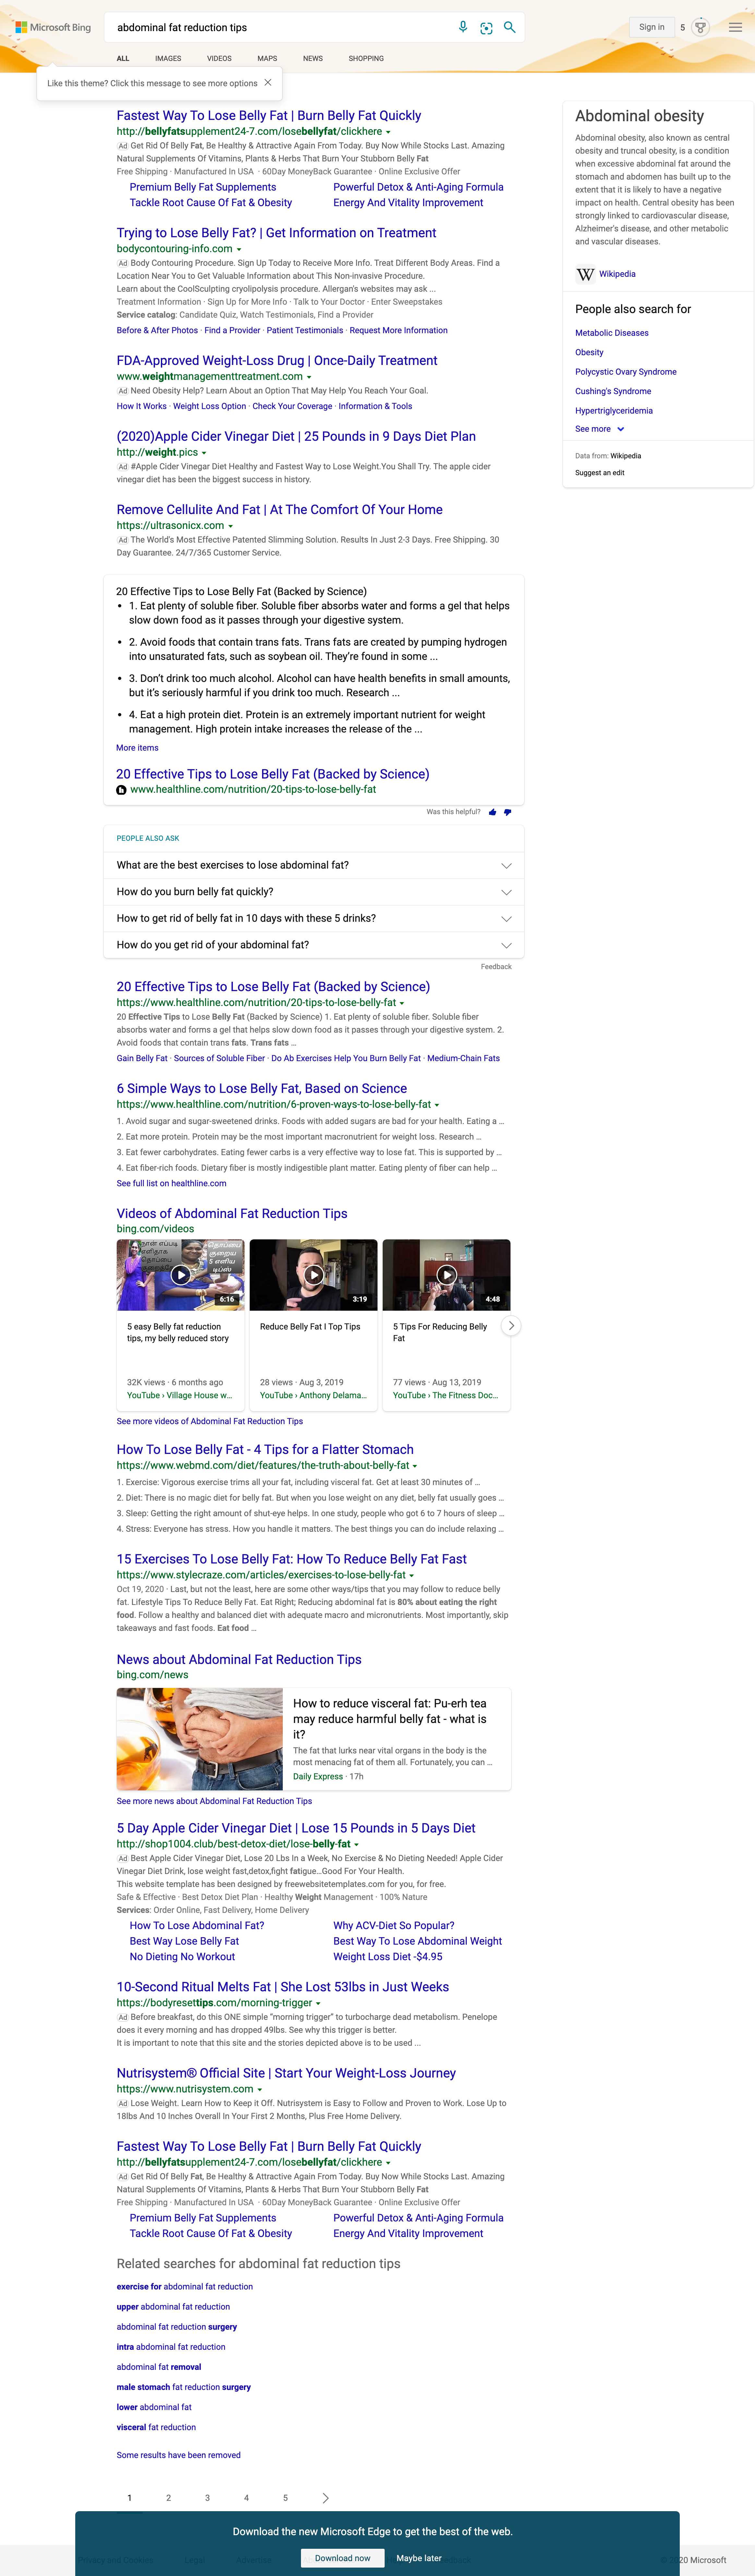 Microsoft Bing
abdominal fat reduction tips
Sign in
5
ALL
IMAGES
VIDEOS
MAPS
NEWS
SHOPPING
Like this theme? Click this message to see more options
Fastest Way To Lose Belly Fat | Burn Belly Fat Quickly
http://bellyfatsupplement24-7.com/losebellyfat/clickhere
Ad Get Rid Of Belly Fat, Be Healthy & Attractive Again From Today. Buy Now While Stocks Last. Amazing
Natural Supplements Of Vitamins, Plants & Herbs That Burn Your Stubborn Belly Fat
Free Shipping · Manufactured In USA · 60Day MoneyBack Guarantee · Online Exclusive Offer
Premium Belly Fat Supplements
Powerful Detox & Anti-Aging Formula
Tackle Root Cause Of Fat & Obesity
Energy And Vitality Improvement
Trying to Lose Belly Fat? | Get Information on Treatment
bodycontouring-info.com
Ad Body Contouring Procedure. Sign Up Today to Receive More Info. Treat Different Body Areas. Find a
Location Near You to Get Valuable Information about This Non-invasive Procedure.
Learn about the CoolSculpting cryolipolysis procedure. Allergan's websites may ask ...
Treatment Information · Sign Up for More Info · Talk to Your Doctor · Enter Sweepstakes
Service catalog: Candidate Quiz, Watch Testimonials, Find a Provider
Before & After Photos · Find a Provider · Patient Testimonials · Request More Information
FDA-Approved Weight-Loss Drug | Once-Daily Treatment
www.weightmanagementtreatment.com
Ad Need Obesity Help? Learn About an Option That May Help You Reach Your Goal.
How It Works · Weight Loss Option · Check Your Coverage · Information & Tools
(2020)Apple Cider Vinegar Diet | 25 Pounds in 9 Days Diet Plan
http://weight.pics
Ad #Apple Cider Vinegar Diet Healthy and Fastest Way to Lose Weight.You Shall Try. The apple cider
vinegar diet has been the biggest success in history.
Remove Cellulite And Fat | At The Comfort Of Your Home
https://ultrasonicx.com
Ad The World's Most Effective Patented Slimming Solution. Results In Just 2-3 Days. Free Shipping. 30
Day Guarantee. 24/7/365 Customer Service.
20 Effective Tips to Lose Belly Fat (Backed by Science)
• 1. Eat plenty of soluble fiber. Soluble fiber absorbs water and forms a gel that helps
slow down food as it passes through your digestive system.
• 2. Avoid foods that contain trans fats. Trans fats are created by pumping hydrogen
into unsaturated fats, such as soybean oil. They're found in some ...
• 3. Don't drink too much alcohol. Alcohol can have health benefits in small amounts,
but it's seriously harmful if you drink too much. Research ...
• 4. Eat a high protein diet. Protein is an extremely important nutrient for weight
management. High protein intake increases the release of the ...
More items
20 Effective Tips to Lose Belly Fat (Backed by Science)
www.healthline.com/nutrition/20-tips-to-lose-belly-fat
Was this helpful?
PEOPLE ALSO ASK
What are the best exercises to lose abdominal fat?
How do you burn belly fat quickly?
How to get rid of belly fat in 10 days with these 5 drinks?
How do you get rid of your abdominal fat?
Feedback
20 Effective Tips to Lose Belly Fat (Backed by Science)
https://www.healthline.com/nutrition/20-tips-to-lose-belly-fat
20 Effective Tips to Lose Belly Fat (Backed by Science) 1. Eat plenty of soluble fiber. Soluble fiber
absorbs water and forms a gel that helps slow down food as it passes through your digestive system. 2.
Avoid foods that contain trans fats. Trans fats ...
Gain Belly Fat · Sources of Soluble Fiber · Do Ab Exercises Help You Burn Belly Fat · Medium-Chain Fats
6 Simple Ways to Lose Belly Fat, Based on Science
https://www.healthline.com/nutrition/6-proven-ways-to-lose-belly-fat
1. Avoid sugar and sugar-sweetened drinks. Foods with added sugars are bad for your health. Eating a ...
2. Eat more protein. Protein may be the most important macronutrient for weight loss. Research ...
3. Eat fewer carbohydrates. Eating fewer carbs is a very effective way to lose fat. This is supported by ...
4. Eat fiber-rich foods. Dietary fiber is mostly indigestible plant matter. Eating plenty of fiber can help ...
See full list on healthline.com
Videos of Abdominal Fat Reduction Tips
bing.com/videos
6:16
3:19
4:48
5 easy Belly fat reduction
tips, my belly reduced story
32K views · 6 months ago
YouTube › Village House w...
Reduce Belly Fat I Top Tips
28 views · Aug 3, 2019
YouTube › Anthony Delama...
5 Tips For Reducing Belly
Fat
77 views · Aug 13, 2019
YouTube › The Fitness Doc...
See more videos of Abdominal Fat Reduction Tips
How To Lose Belly Fat - 4 Tips for a Flatter Stomach
https://www.webmd.com/diet/features/the-truth-about-belly-fat
1. Exercise: Vigorous exercise trims all your fat, including visceral fat. Get at least 30 minutes of ...
2. Diet: There is no magic diet for belly fat. But when you lose weight on any diet, belly fat usually goes ...
3. Sleep: Getting the right amount of shut-eye helps. In one study, people who got 6 to 7 hours of sleep ...
4. Stress: Everyone has stress. How you handle it matters. The best things you can do include relaxing ...
15 Exercises To Lose Belly Fat: How To Reduce Belly Fat Fast
https://www.stylecraze.com/articles/exercises-to-lose-belly-fat
Oct 19, 2020 · Last, but not the least, here are some other ways/tips that you may follow to reduce belly
fat. Lifestyle Tips To Reduce Belly Fat. Eat Right; Reducing abdominal fat is 80% about eating the right
food. Follow a healthy and balanced diet with adequate macro and micronutrients. Most importantly, skip
takeaways and fast foods. Eat food ...
News about Abdominal Fat Reduction Tips
bing.com/news
How to reduce visceral fat: Pu-erh tea
may reduce harmful belly fat - what is
it?
The fat that lurks near vital organs in the body is the
most menacing fat of them all. Fortunately, you can ...
Daily Express · 17h
See more news about Abdominal Fat Reduction Tips
5 Day Apple Cider Vinegar Diet | Lose 15 Pounds in 5 Days Diet
http://shop1004.club/best-detox-diet/lose-belly-fat
Ad Best Apple Cider Vinegar Diet, Lose 20 Lbs In a Week, No Exercise & No Dieting Needed! Apple Cider
Vinegar Diet Drink, lose weight fast,detox,fight fatigue...Good For Your Health.
This website template has been designed by freewebsitetemplates.com for you, for free.
Safe & Effective · Best Detox Diet Plan · Healthy Weight Management · 100% Nature
Services: Order Online, Fast Delivery, Home Delivery
How To Lose Abdominal Fat?
Why ACV-Diet So Popular?
Best Way Lose Belly Fat
Best Way To Lose Abdominal Weight
No Dieting No Workout
Weight Loss Diet -$4.95
10-Second Ritual Melts Fat | She Lost 53lbs in Just Weeks
https://bodyresettips.com/morning-trigger
Ad Before breakfast, do this ONE simple "morning trigger" to turbocharge dead metabolism. Penelope
does it every morning and has dropped 49lbs. See why this trigger is better.
It is important to note that this site and the stories depicted above is to be used ...
Nutrisystem® Official Site | Start Your Weight-Loss Journey
https://www.nutrisystem.com
Ad Lose Weight. Learn How to Keep it Off. Nutrisystem is Easy to Follow and Proven to Work. Lose Up to
18lbs And 10 Inches Overall In Your First 2 Months, Plus Free Home Delivery.
Fastest Way To Lose Belly Fat | Burn Belly Fat Quickly
http://bellyfatsupplement24-7.com/losebellyfat/clickhere
Ad Get Rid Of Belly Fat, Be Healthy & Attractive Again From Today. Buy Now While Stocks Last. Amazing
Natural Supplements Of Vitamins, Plants & Herbs That Burn Your Stubborn Belly Fat
Free Shipping · Manufactured In USA · 60Day MoneyBack Guarantee · Online Exclusive Offer
Premium Belly Fat Supplements
Powerful Detox & Anti-Aging Formula
Tackle Root Cause Of Fat & Obesity
Energy And Vitality Improvement
Related searches for abdominal fat reduction tips
exercise for abdominal fat reduction
upper abdominal fat reduction
abdominal fat reduction surgery
intra abdominal fat reduction
abdominal fat removal
male stomach fat reduction surgery
lower abdominal fat
visceral fat reduction
Some results have been removed
1 2 3 4 5
Abdominal obesity
Abdominal obesity, also known as central
obesity and truncal obesity, is a condition
when excessive abdominal fat around the
stomach and abdomen has built up to the
extent that it is likely to have a negative
impact on health. Central obesity has been
strongly linked to cardiovascular disease,
Alzheimer's disease, and other metabolic
and vascular diseases.
W Wikipedia
People also search for
Metabolic Diseases
Obesity
Polycystic Ovary Syndrome
Cushing's Syndrome
Hypertriglyceridemia
See more
Data from: Wikipedia
Suggest an edit
Download the new Microsoft Edge to get the best of the web.
Download now
Maybe later
20 Microsoft